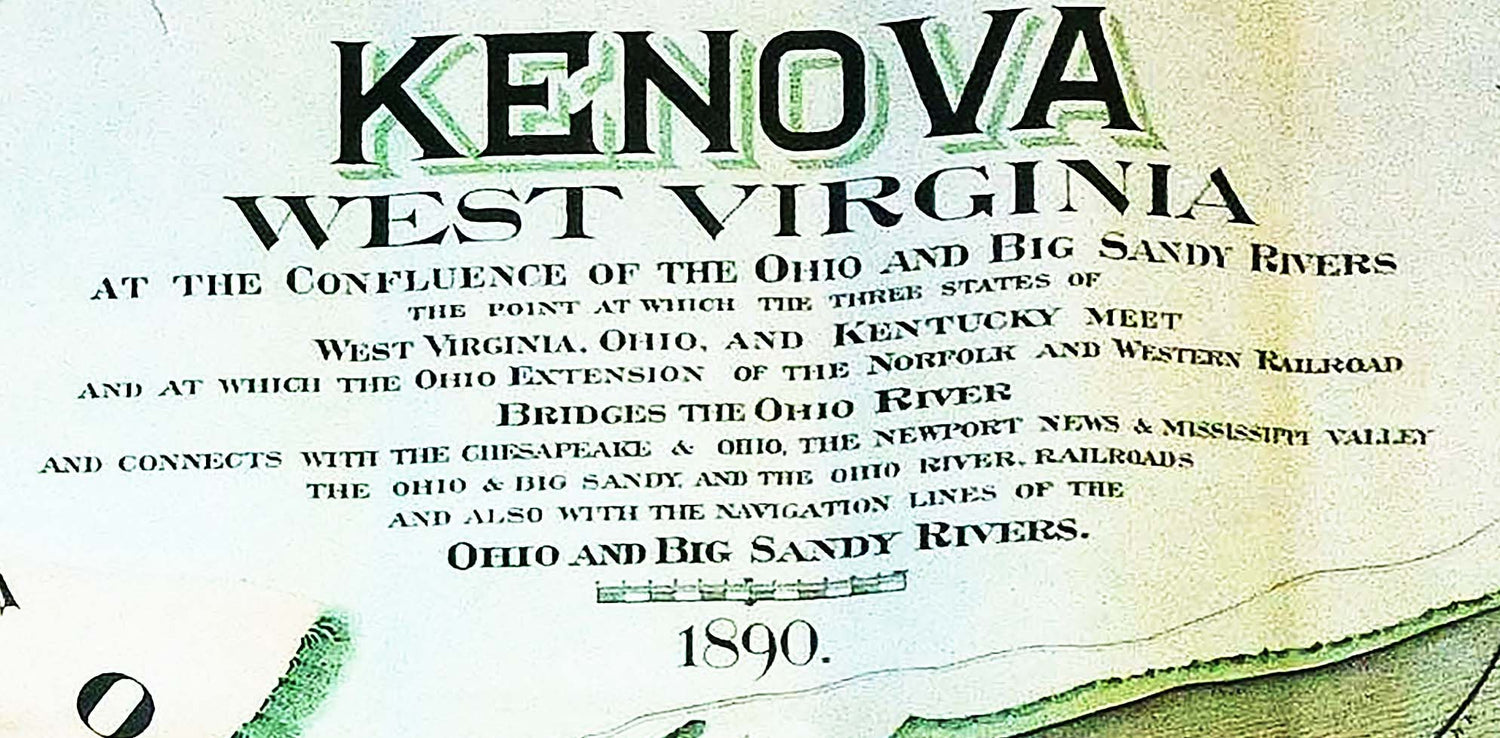 KENOVA
WEST VIRGINIA
AT THE CONFLUENCE OF THE OHIO AND BIG SANDY RIVERS
THE POINT AT WHICH THE THREE STATES OF
WEST VIRGINIA, OHIO, AND KENTUCKY MEET
AND AT WHICH THE OHIO EXTENSION OF THE NORFOLK AND WESTERN RAILROAD
BRIDGES THE OHIO RIVER
AND CONNECTS WITH THE CHESAPEAKE & OHIO, THE NEWPORT NEWS & MISSISSIPPI VALLEY
THE OHIO & BIG SANDY, AND THE OHIO RIVER, RAILROADS
AND ALSO WITH THE NAVIGATION LINES OF THE
OHIO AND BIG SANDY RIVERS.
1890.
O